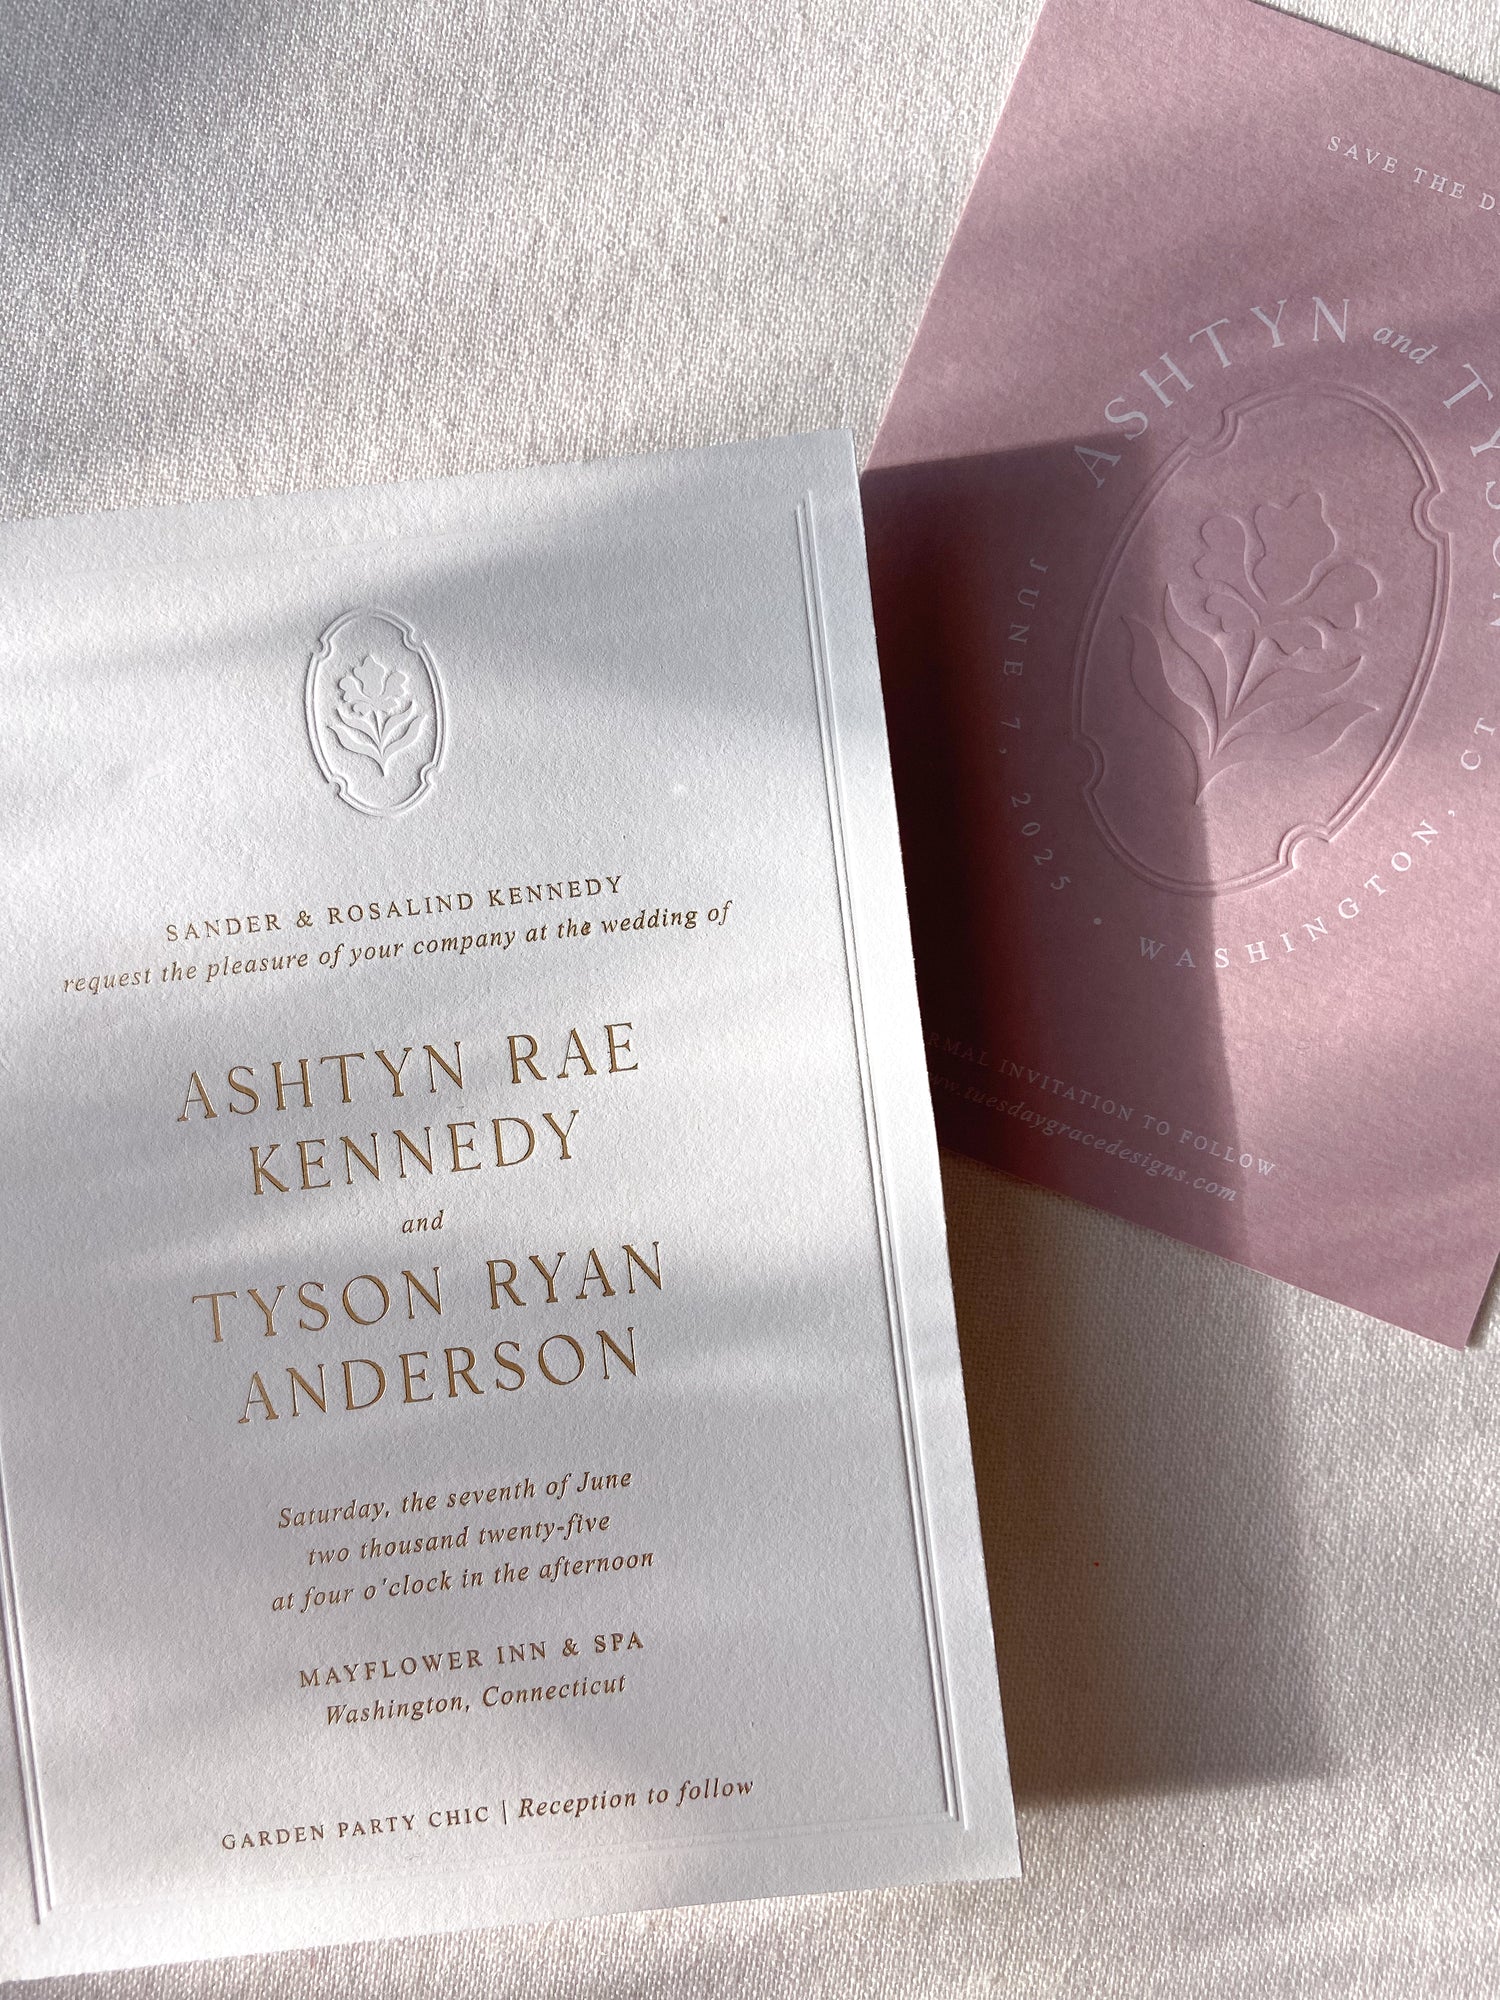 SANDER & ROSALIND KENNEDY
request the pleasure of your company at the wedding of
ASHTYN RAE
KENNEDY
and
TYSON RYAN
ANDERSON
Saturday, the seventh of June
two thousand twenty-five
at four o'clock in the afternoon
MAYFLOWER INN & SPA
Washington, Connecticut
GARDEN PARTY CHIC | Reception to follow
SAVE THE D
ASHTYN and TYSON
JUNE 7, 2025 • WASHINGTON, CT
INVITATION TO FOLLOW
www.tuesdaygracedesigns.com